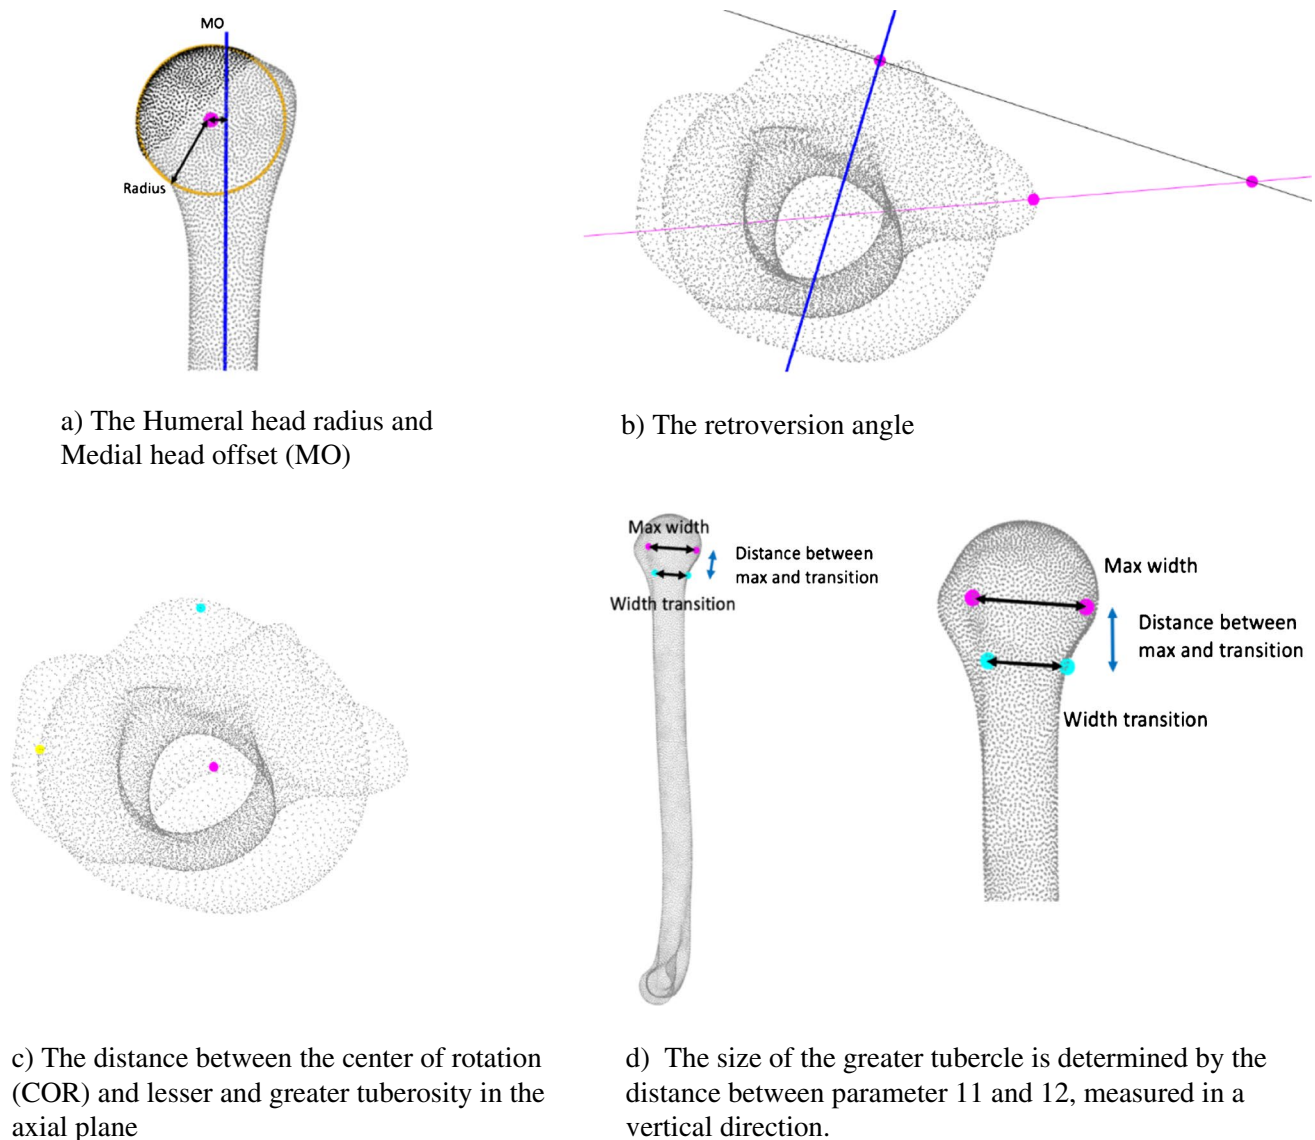 MO
Radius
a) The Humeral head radius and
Medial head offset (MO)
b) The retroversion angle
Max width
Distance between
max and transition
Width transition
Max width
Distance between
max and transition
Width transition
c) The distance between the center of rotation
(COR) and lesser and greater tuberosity in the
axial plane
d) The size of the greater tubercle is determined by the
distance between parameter 11 and 12, measured in a
vertical direction.